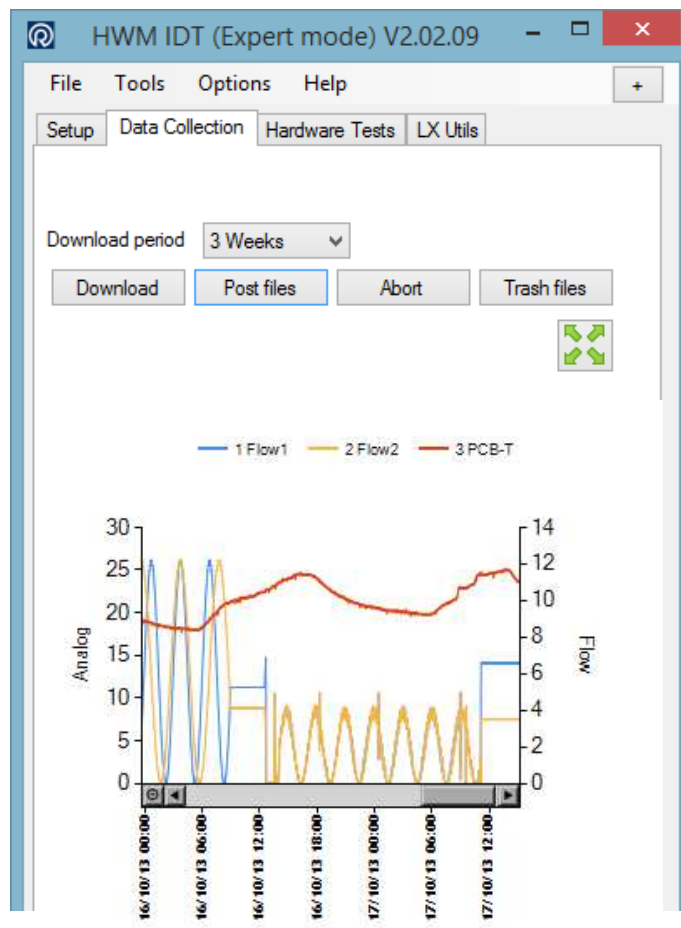 HWM IDT (Expert mode) V2.02.09
File Tools Options Help +
Setup Data Collection Hardware Tests LX Utils
Download period 3 Weeks
Download Post files Abort Trash files
1 Flow1 2 Flow2 3 PCB-T
30 14
25 12
20 10
15 8
10 6
5 4
0 2
0
Analog
Flow
16/10/13 00:00
16/10/13 06:00
16/10/13 12:00
16/10/13 18:00
17/10/13 00:00
17/10/13 06:00
17/10/13 12:00